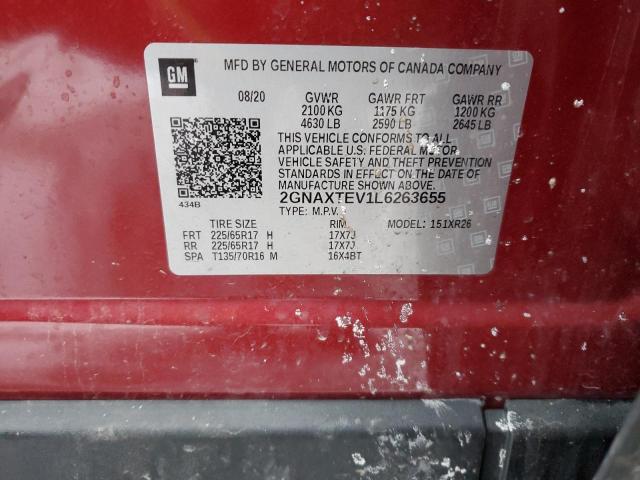 GM
MFD BY GENERAL MOTORS OF CANADA COMPANY
08/20 GVWR GAWR FRT GAWR RR
2100 KG 1175 KG 1200 KG
4630 LB 2590 LB 2645 LB
THIS VEHICLE CONFORMS TO ALL
APPLICABLE U.S. FEDERAL MOTOR
VEHICLE SAFETY AND THEFT PREVENTION
STANDARDS IN EFFECT ON THE DATE OF
MANUFACTURE SHOWN ABOVE.
434B 2GNAXTEV1L6263655
TYPE: M.P.V. MODEL: 151XR26
TIRE SIZE RIM
FRT 225/65R17 H 17X7J
RR 225/65R17 H 17X7J
SPA T135/70R16 M 16X4BT